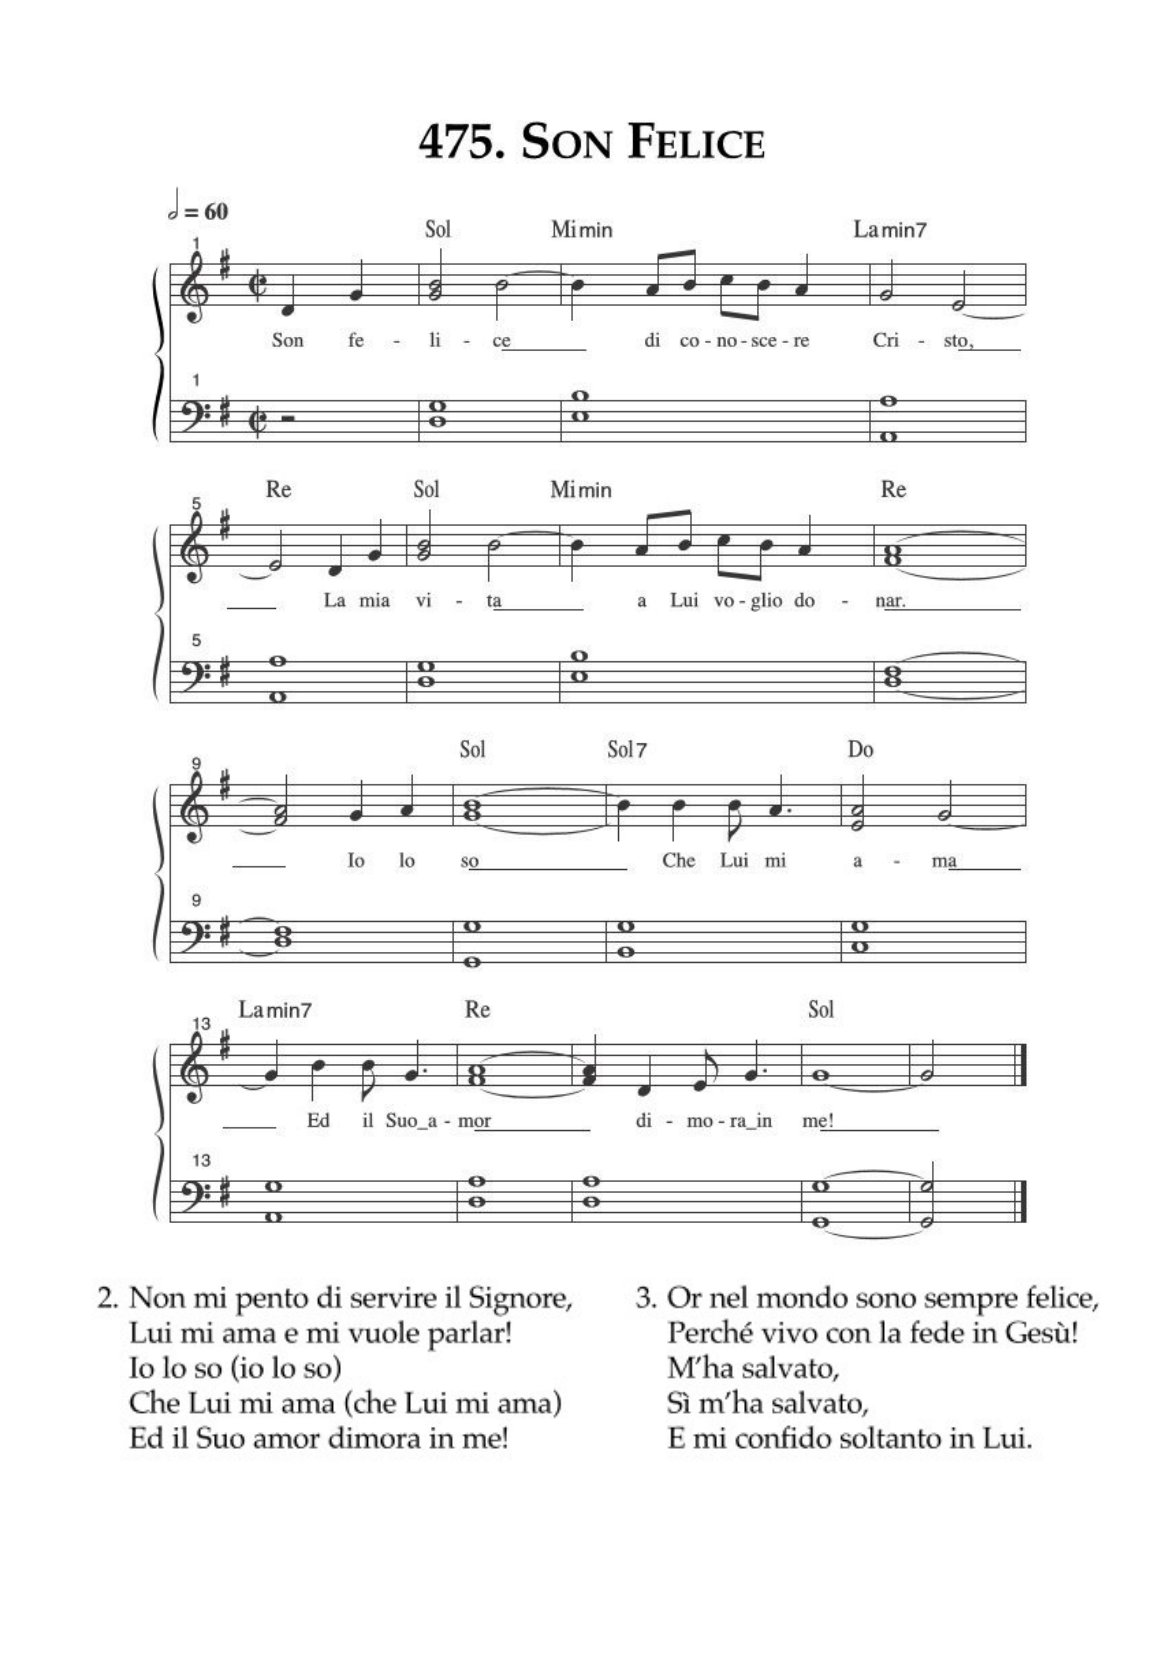 475. SON FELICE
= 60
Sol Mimin Lamin7
1
Son fe - li - ce di co - no - sce - re Cri - sto,
1
Re Sol Mimin Re
5
La mia vi - ta a Lui vo - glio do - nar.
5
Sol Sol7 Do
9
Io lo so Che Lui mi a - ma
9
Lamin7 Re Sol
13
Ed il Suo_a - mor di - mo - ra_in me!
13
2. Non mi pento di servire il Signore,
Lui mi ama e mi vuole parlar!
Io lo so (io lo so)
Che Lui mi ama (che Lui mi ama)
Ed il Suo amor dimora in me!
3. Or nel mondo sono sempre felice,
Perché vivo con la fede in Gesù!
M'ha salvato,
Sì m'ha salvato,
E mi confido soltanto in Lui.